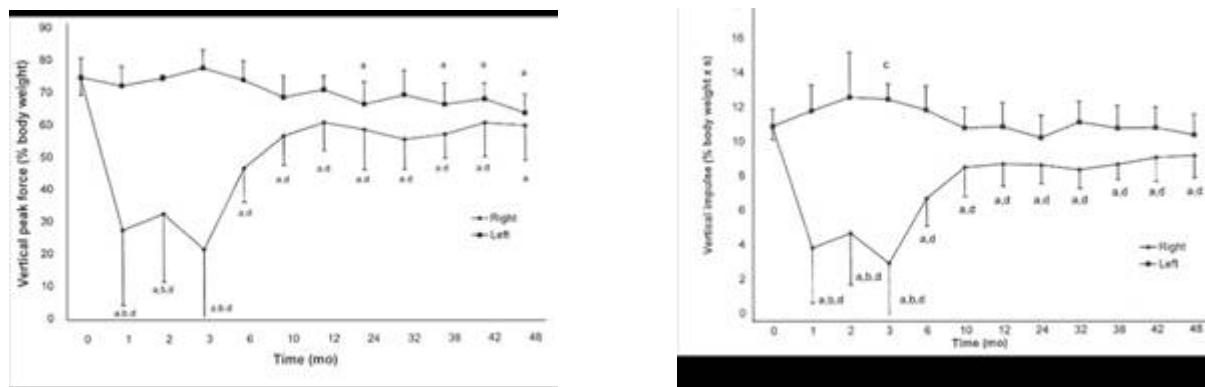 90
80
70
60
50
40
30
20
10
0
Vertical peak force (% body weight)
a a a a
a,d a,d a,d a,d a,d a,d a,d a
a,b,d a,b,d a,b,d
Right
Left
0 1 2 3 6 10 12 24 32 38 42 48
Time (mo)
16
14
12
10
8
6
4
2
0
Vertical impulse (% body weight x s)
c
a,d a,d a,d a,d a,d a,d a,d a,d
a,b,d a,b,d a,b,d
Right
Left
0 1 2 3 6 10 12 24 32 38 42 48
Time (mo)